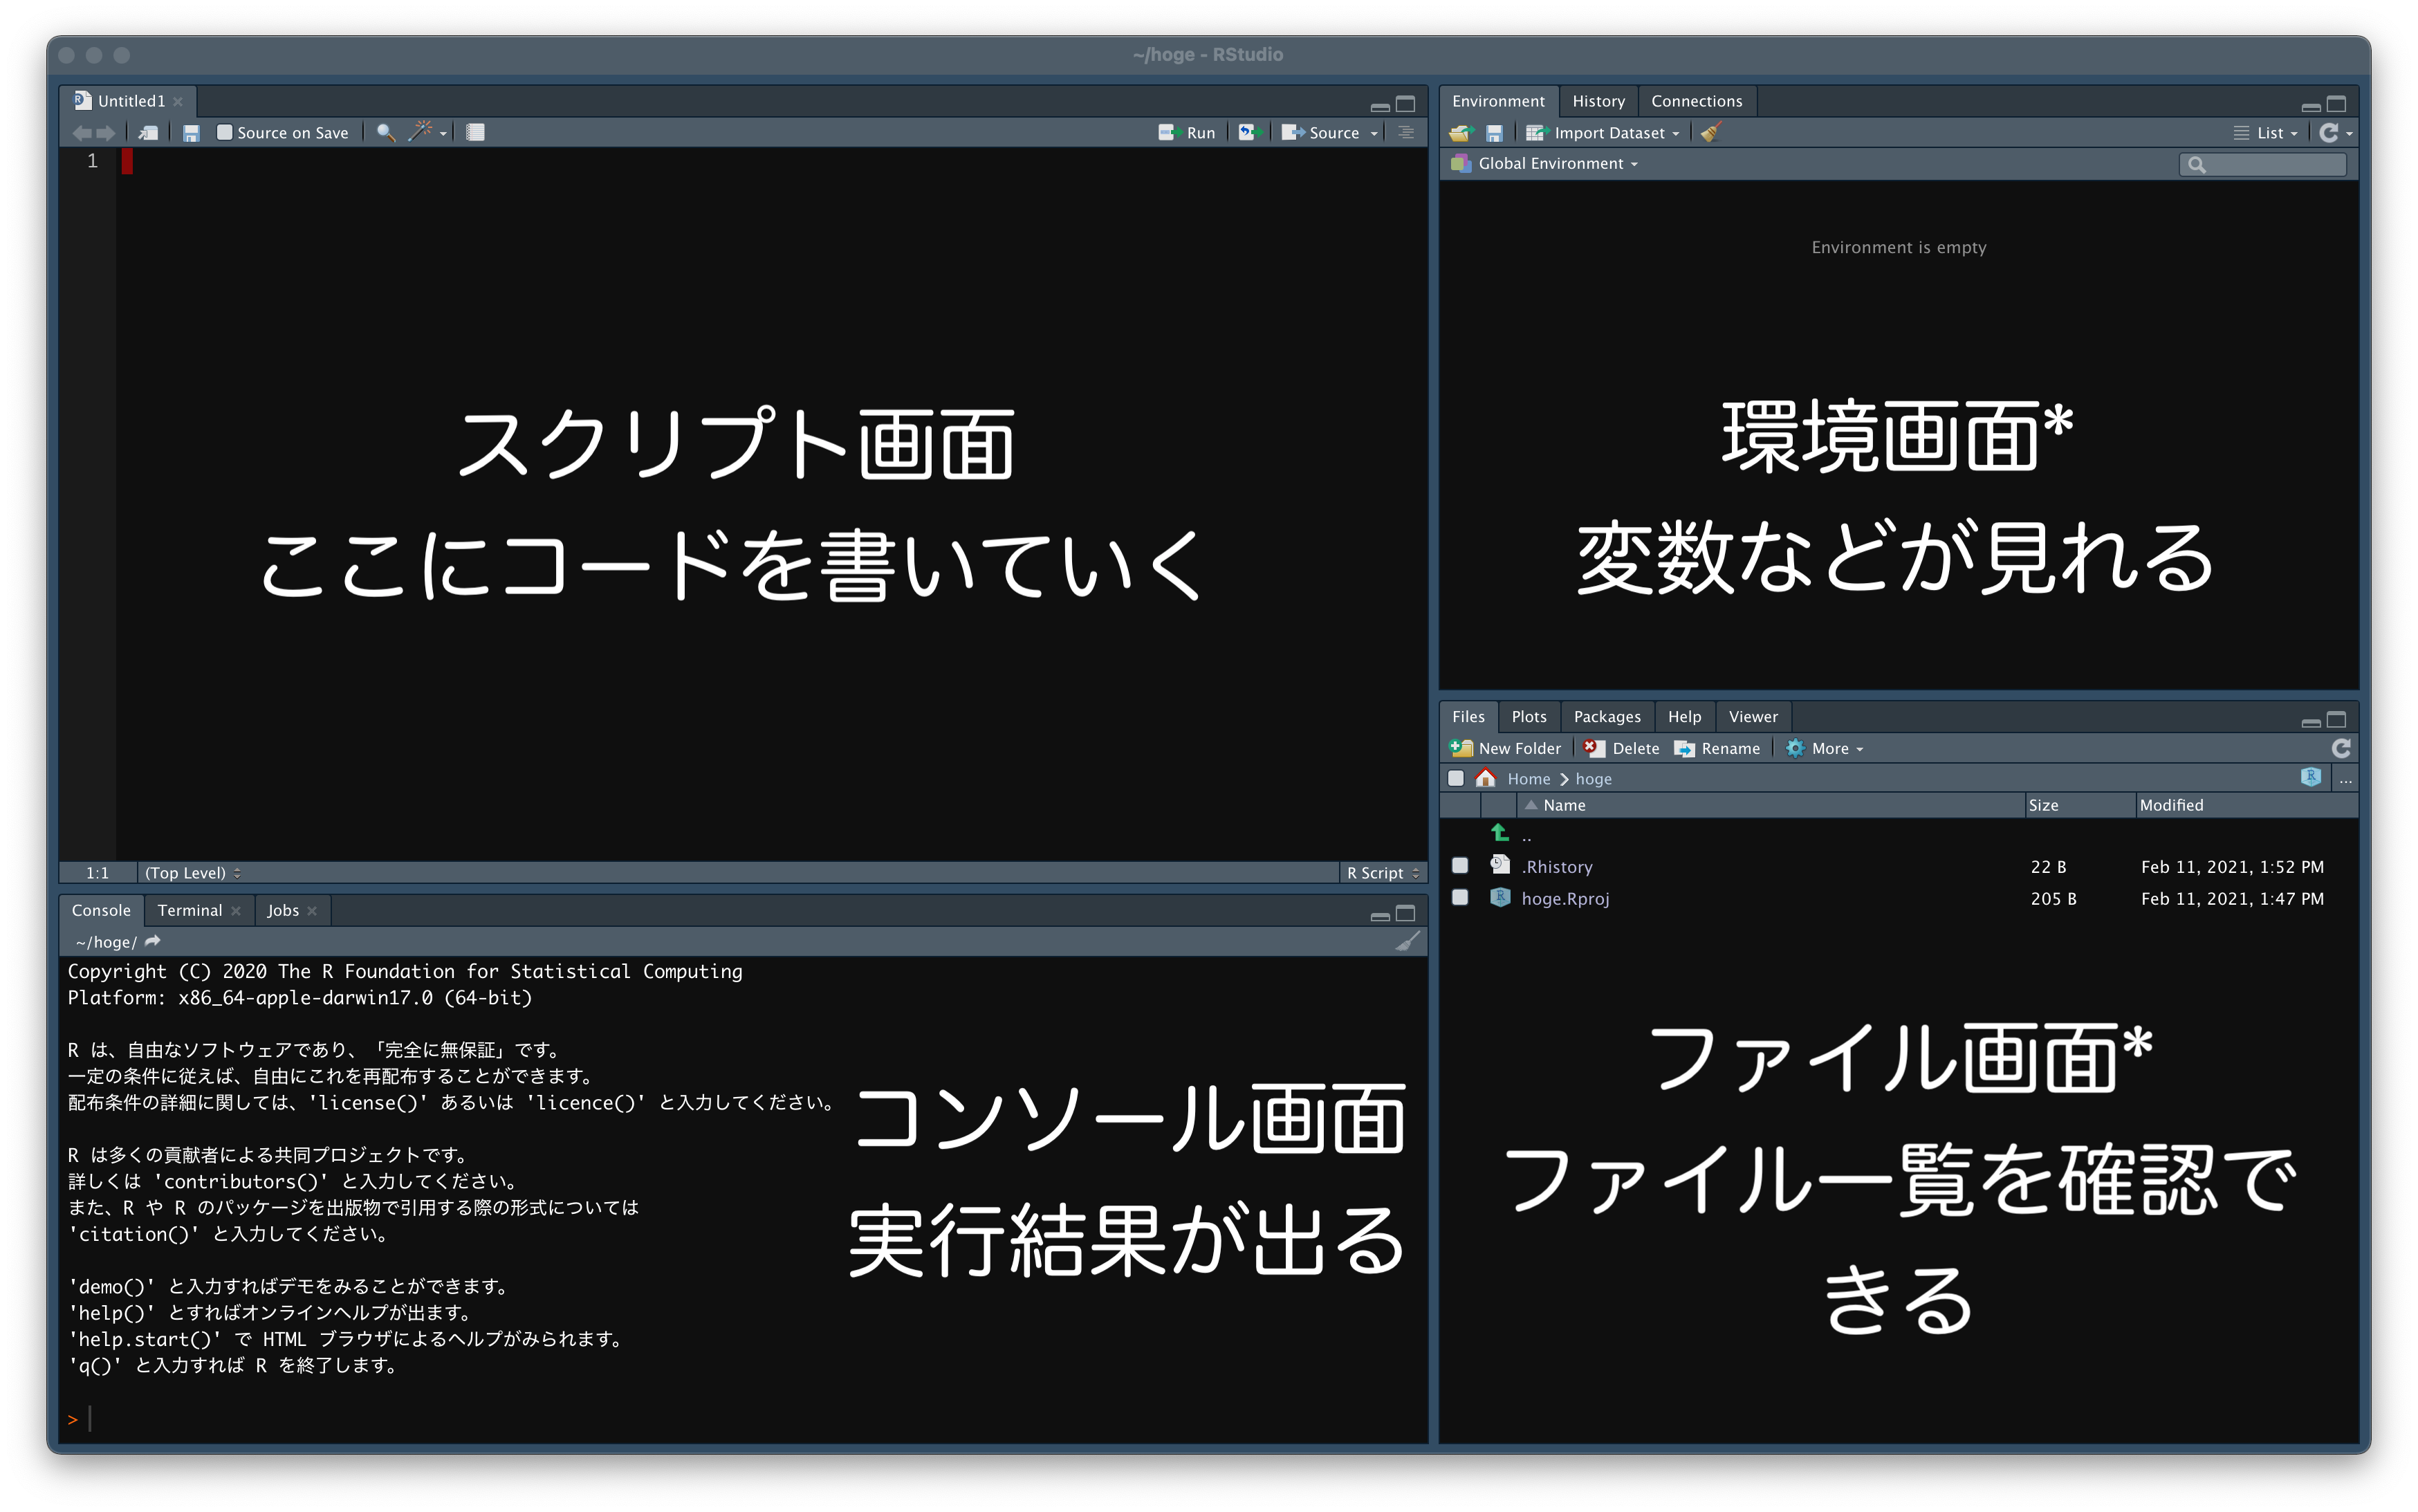 ~/hoge - RStudio
Untitled1
Source on Save
Run
Source
1
スクリプト画面
ここにコードを書いていく
1:1
(Top Level)
R Script
Console Terminal Jobs
~/hoge/
Copyright (C) 2020 The R Foundation for Statistical Computing
Platform: x86_64-apple-darwin17.0 (64-bit)
R は、自由なソフトウェアであり、「完全に無保証」です。
一定の条件に従えば、自由にこれを再配布することができます。
配布条件の詳細に関しては、'license()' あるいは 'licence()' と入力してください。
R は多くの貢献者による共同プロジェクトです。
詳しくは 'contributors()' と入力してください。
また、R や R のパッケージを出版物で引用する際の形式については
'citation()' と入力してください。
'demo()' と入力すればデモをみることができます。
'help()' とすればオンラインヘルプが出ます。
'help.start()' で HTML ブラウザによるヘルプがみられます。
'q()' と入力すれば R を終了します。
>
コンソール画面
実行結果が出る
Environment History Connections
Import Dataset
List
Global Environment
Environment is empty
環境画面*
変数などが見れる
Files Plots Packages Help Viewer
New Folder Delete Rename More
Home hoge
...
Name Size Modified
..
.Rhistory 22 B Feb 11, 2021, 1:52 PM
hoge.Rproj 205 B Feb 11, 2021, 1:47 PM
ファイル画面*
ファイル一覧を確認で
きる